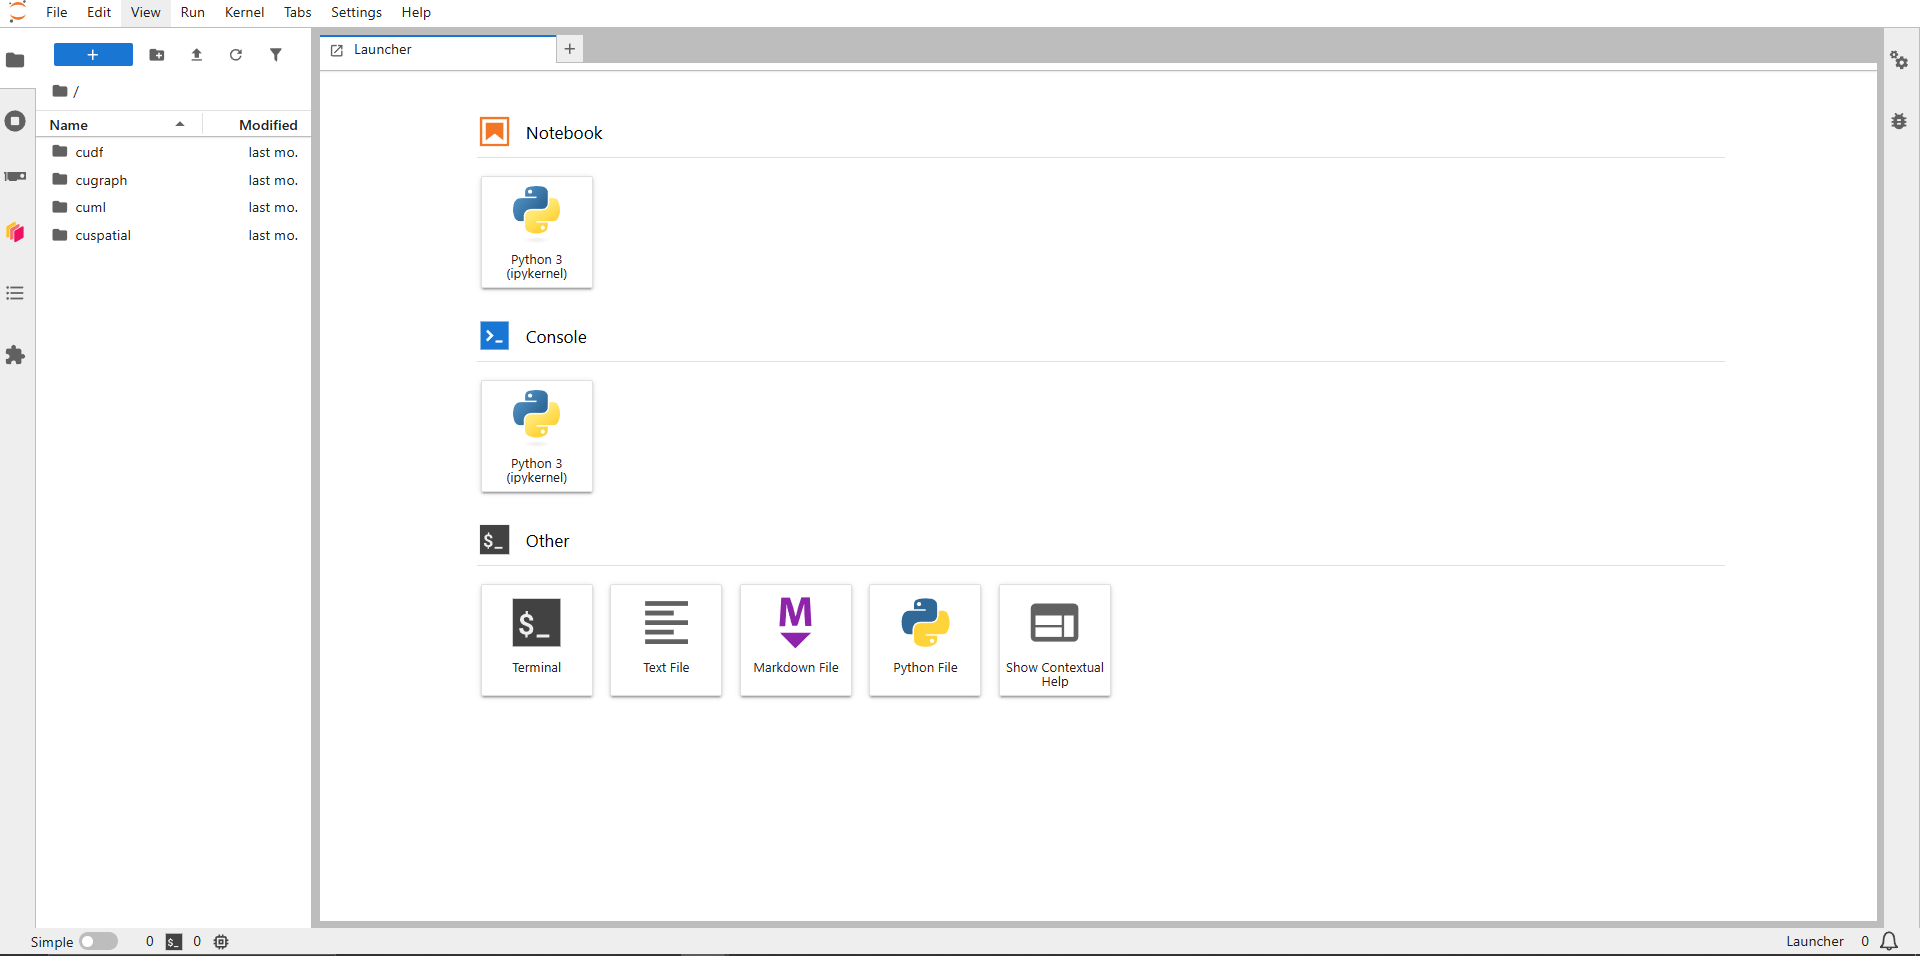 File Edit View Run Kernel Tabs Settings Help
Launcher
/
Name Modified
cudf last mo.
cugraph last mo.
cuml last mo.
cuspatial last mo.
Notebook
Python 3
(ipykernel)
Console
Python 3
(ipykernel)
$_ Other
$_
Terminal
Text File
M
Markdown File
Python File
Show Contextual
Help
Simple 0 $_ 0 Launcher 0